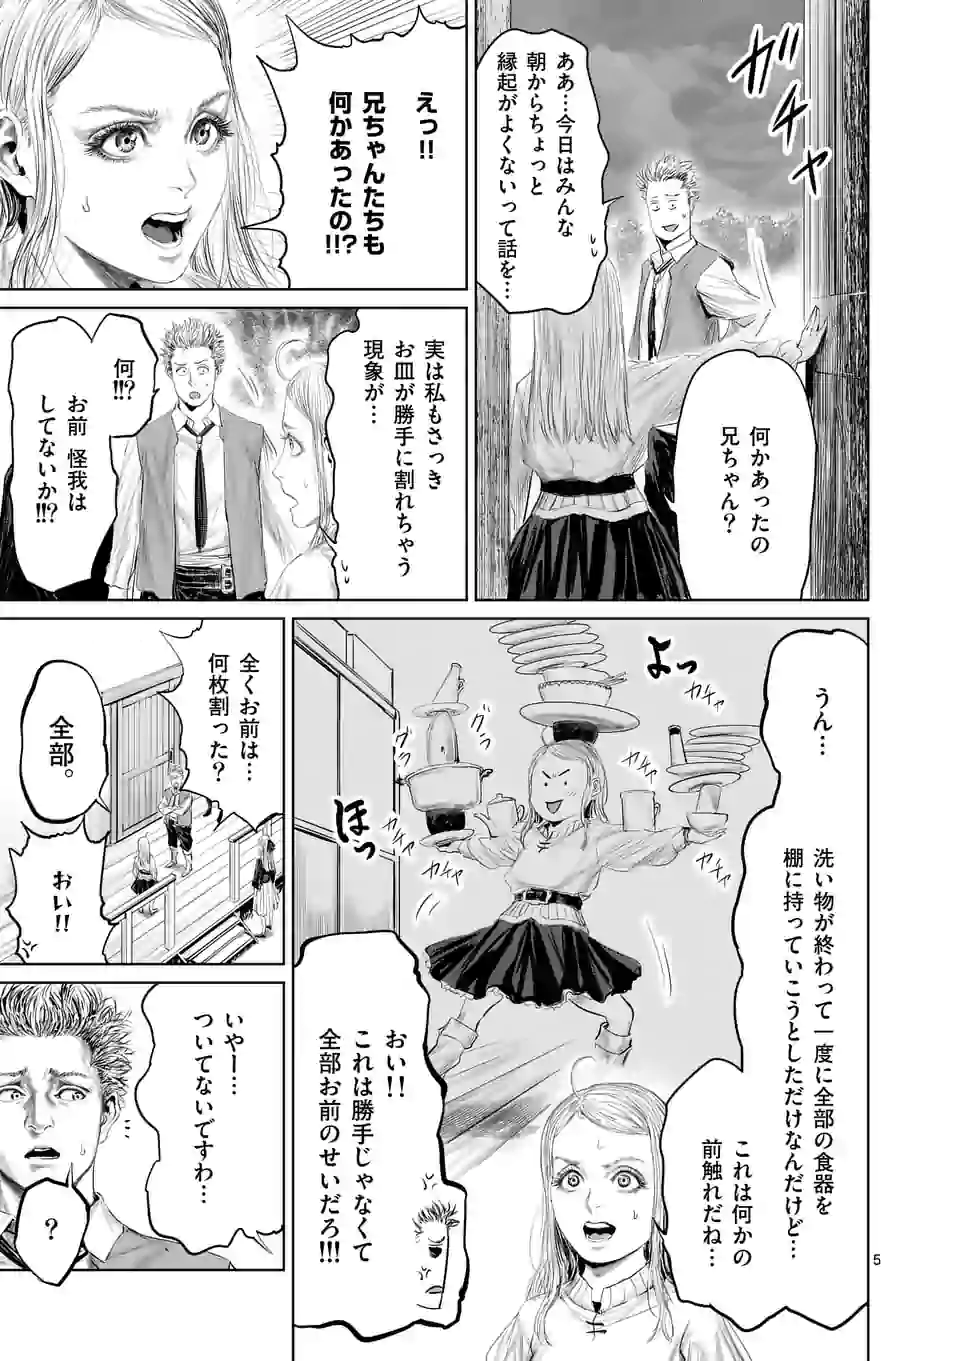 ガチャ
何かあったの
兄ちゃん?
ああ…今日はみんな
朝からちょっと
縁起がよくないって話を…
えっ!!
兄ちゃんたちも
何かあったの!!?
実は私もさっき
お皿が勝手に割れちゃう
現象が…
何!!?
お前 怪我は
してないか!!?
うん…
洗い物が終わって一度に全部の食器を
棚に持っていこうとしただけなんだけど…
よっ
カチャ
カチャ
カチャ
カチャ
グラ
グラ
カチャ
カチャ
ほっ
これは何かの
前触れだね…
おい!!
これは勝手じゃなくて
全部お前のせいだろ!!!
全くお前は…
何枚割った?
全部。
おい!!
いやー…
ついてないですわ…
?
5